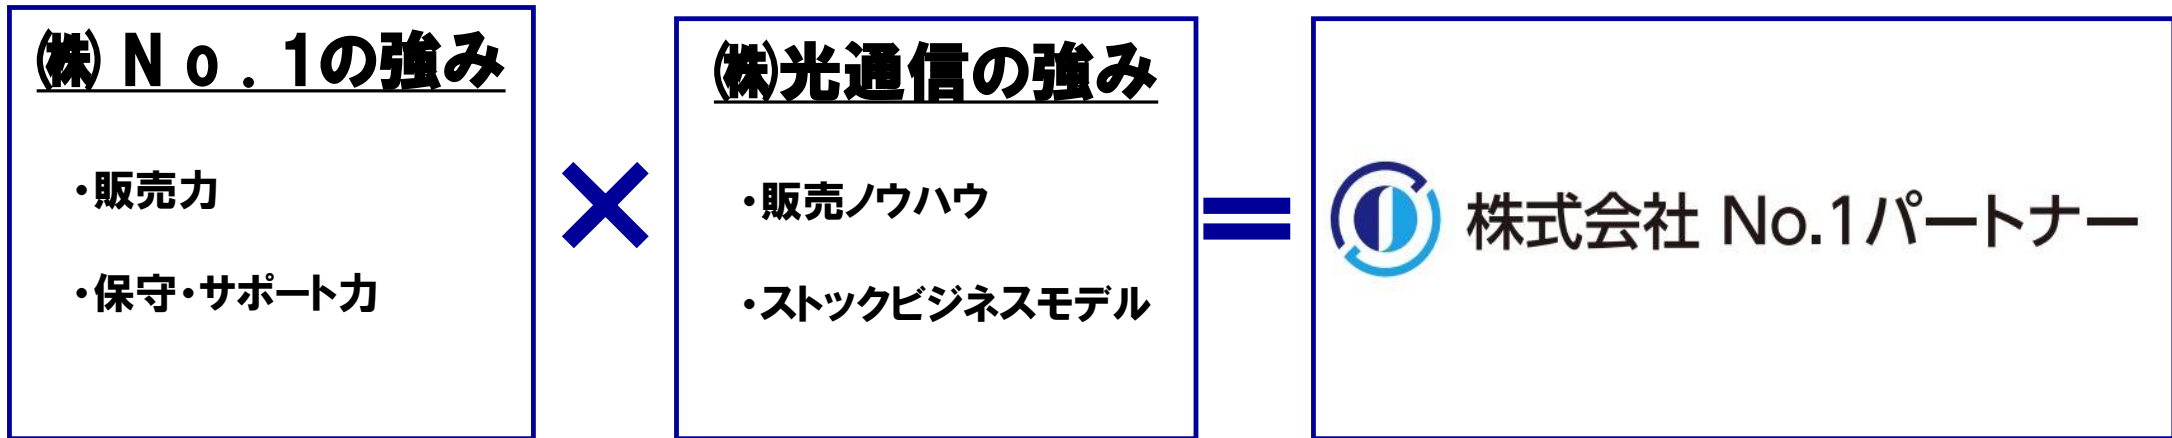 ㈱Ｎｏ．１の強み
・販売力
・保守・サポート力
×
㈱光通信の強み
・販売ノウハウ
・ストックビジネスモデル
＝
株式会社 No.1パートナー